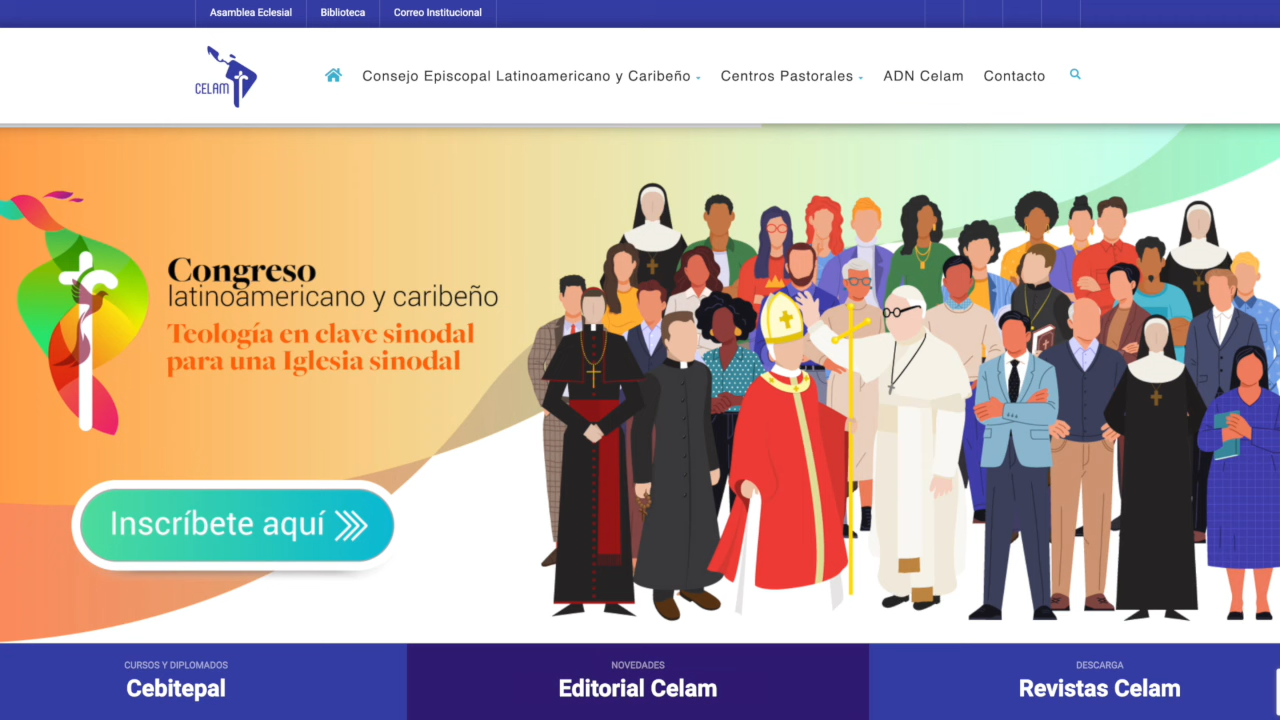 Asamblea Eclesial
Biblioteca
Correo Institucional
CELAM
Consejo Episcopal Latinoamericano y Caribeño
Centros Pastorales
ADN Celam
Contacto
Congreso
latinoamericano y caribeño
Teología en clave sinodal
para una Iglesia sinodal
Inscríbete aquí
CURSOS Y DIPLOMADOS
Cebitepal
NOVEDADES
Editorial Celam
DESCARGA
Revistas Celam